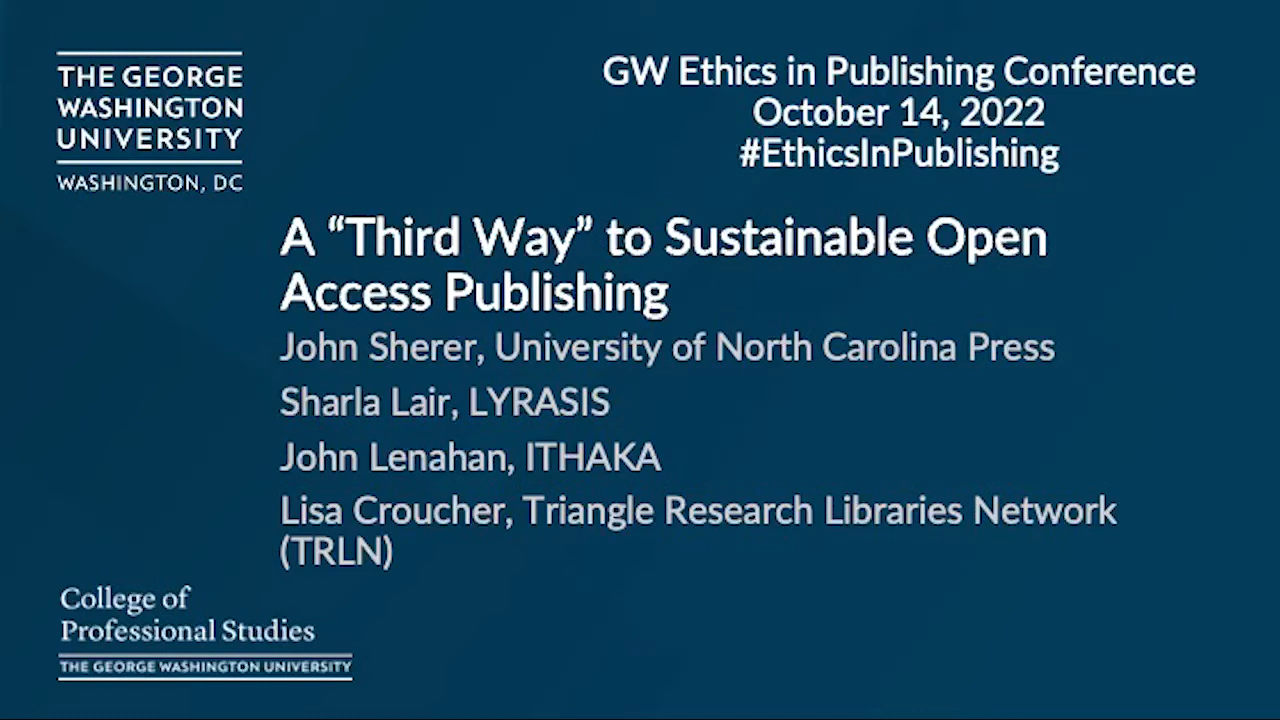 THE GEORGE
WASHINGTON
UNIVERSITY
WASHINGTON, DC
GW Ethics in Publishing Conference
October 14, 2022
#EthicsInPublishing
A “Third Way” to Sustainable Open
Access Publishing
John Sherer, University of North Carolina Press
Sharla Lair, LYRASIS
John Lenahan, ITHAKA
Lisa Croucher, Triangle Research Libraries Network
(TRLN)
College of
Professional Studies
THE GEORGE WASHINGTON UNIVERSITY